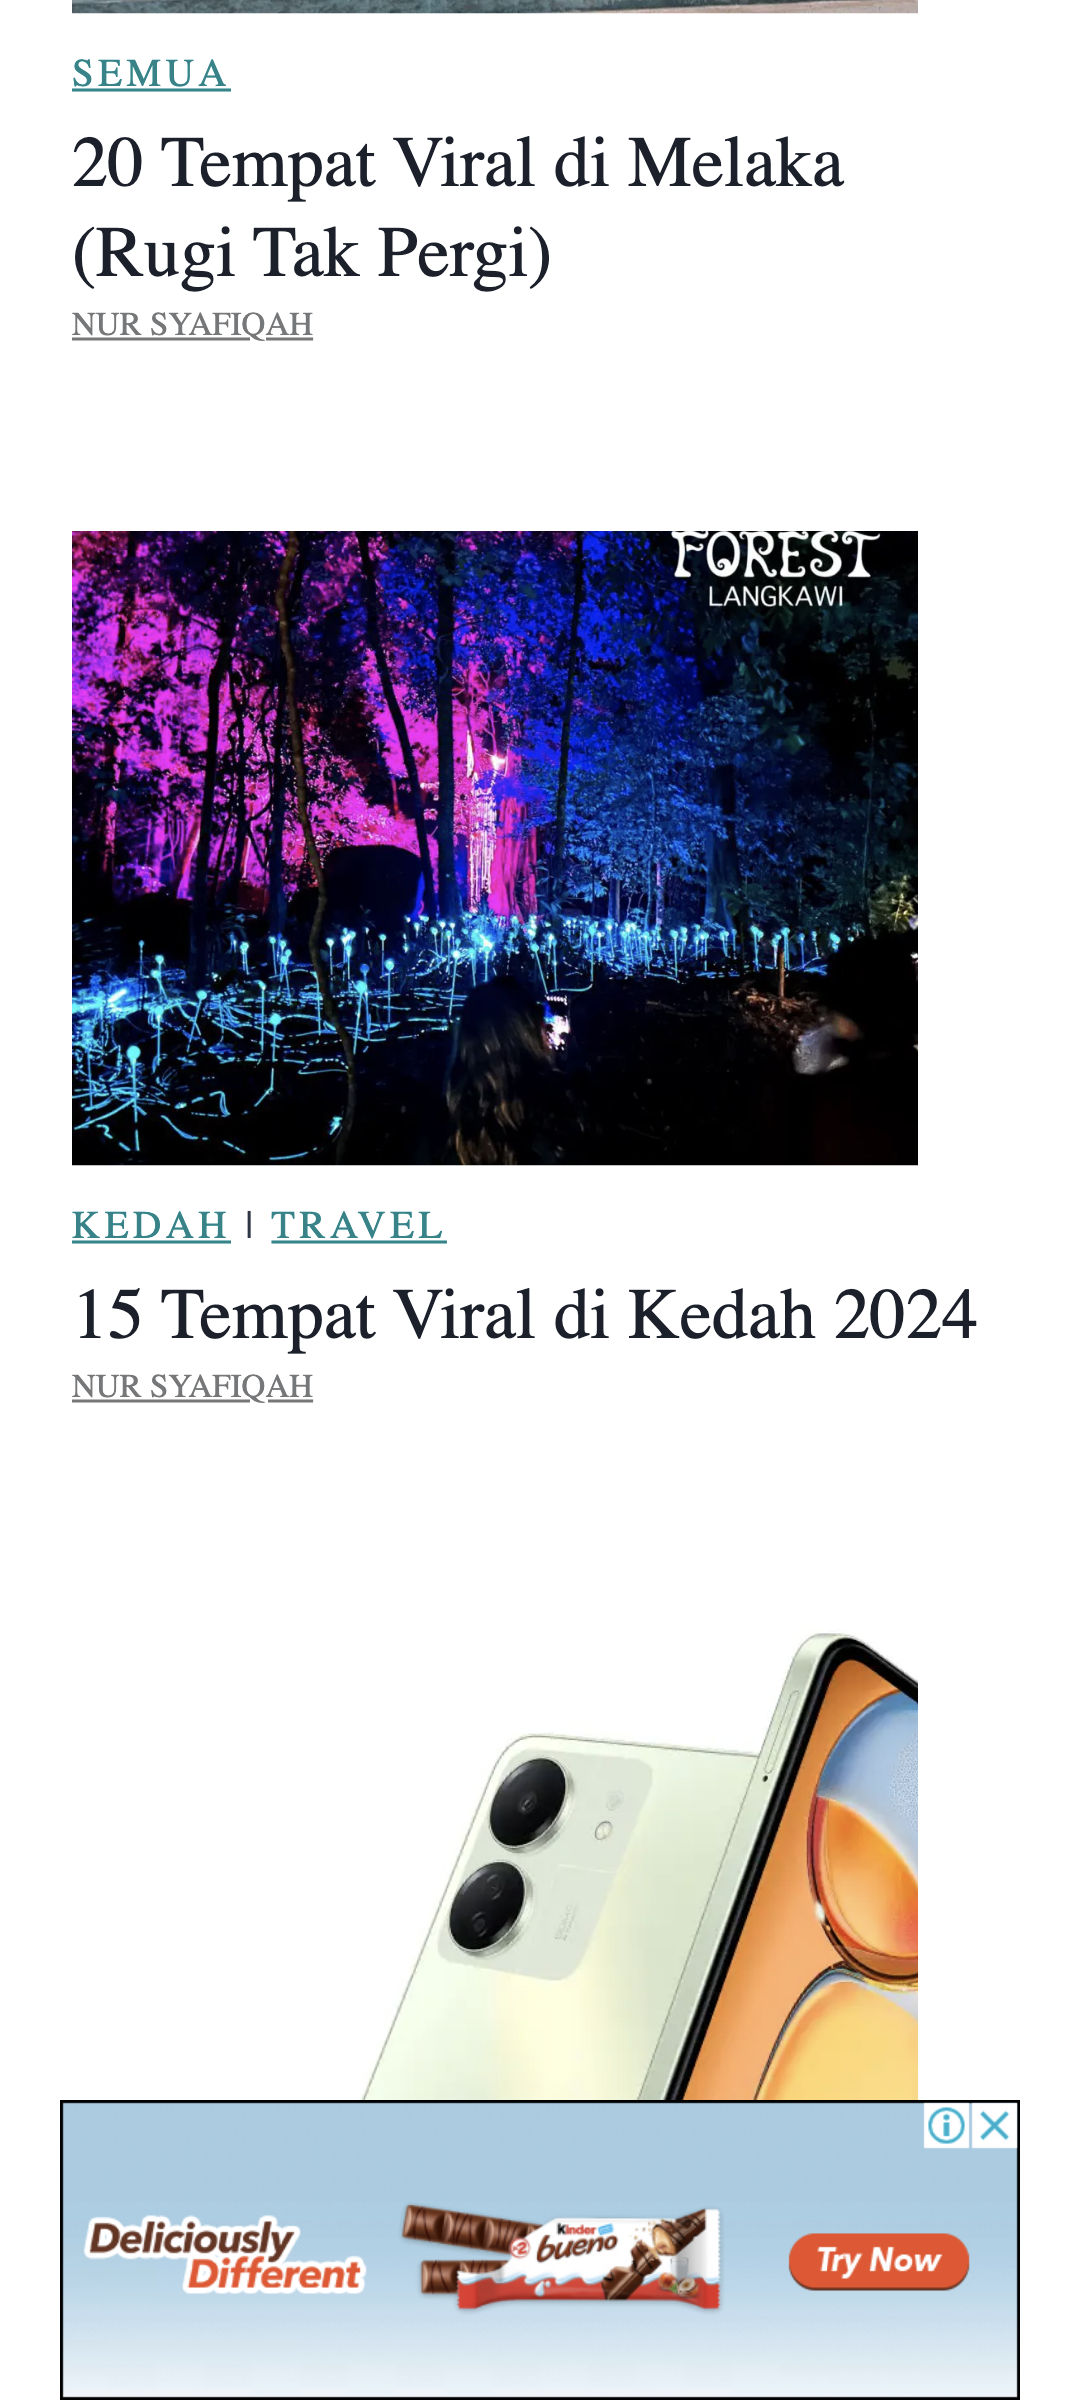 SEMUA
20 Tempat Viral di Melaka
(Rugi Tak Pergi)
NUR SYAFIQAH
FOREST
LANGKAWI
KEDAH | TRAVEL
15 Tempat Viral di Kedah 2024
NUR SYAFIQAH
Deliciously
Different
Kinder
x2
bueno
Try Now